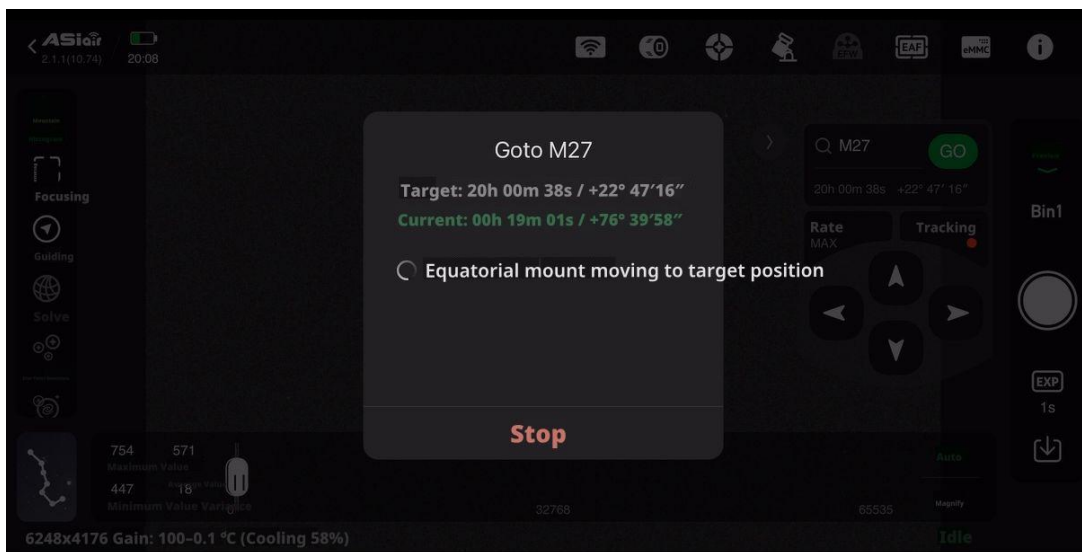 ASiair
2.1.1(10.74)
20:08
EFW
EAF
eMMC
Goto M27
Target: 20h 00m 38s / +22° 47′16″
Current: 00h 19m 01s / +76° 39′58″
Equatorial mount moving to target position
Stop
M27
GO
20h 00m 38s +22° 47′ 16″
Rate
MAX
Tracking
Focusing
Guiding
Solve
Bin1
EXP
1s
754 571
Maximum Value
447 18
Minimum Value
32768
65535
Auto
Magnify
6248x4176 Gain: 100–0.1 ℃ (Cooling 58%)
Idle